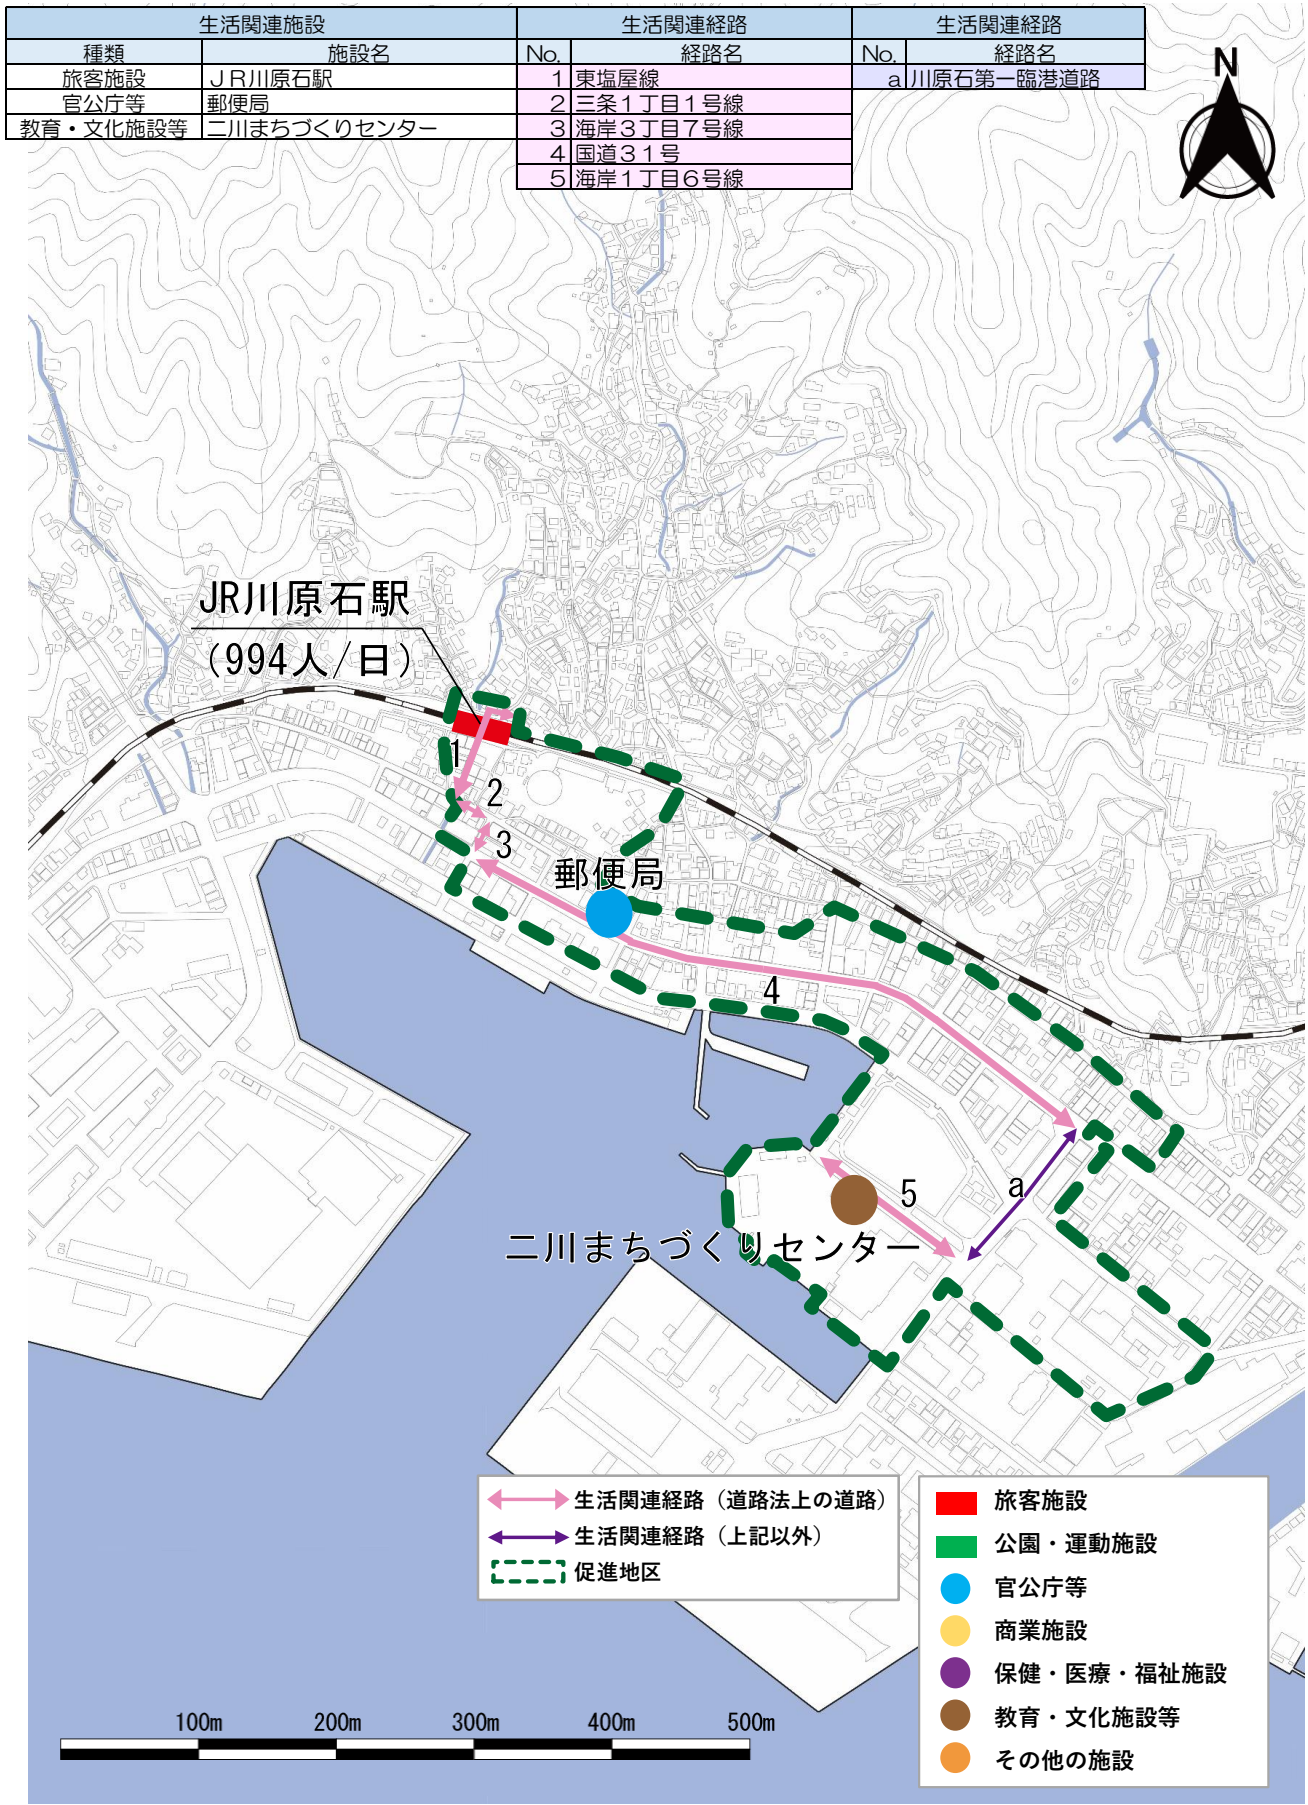 生活関連施設 生活関連経路 生活関連経路
種類 施設名 No. 経路名 No. 経路名
旅客施設 ＪＲ川原石駅 1 東塩屋線 a 川原石第一臨港道路
官公庁等 郵便局 2 三条１丁目１号線
教育・文化施設等 二川まちづくりセンター 3 海岸３丁目７号線
4 国道３１号
5 海岸１丁目６号線
N
JR川原石駅
(994人/日)
1
2
3
郵便局
4
5
a
二川まちづくりセンター
生活関連経路（道路法上の道路）
生活関連経路（上記以外）
促進地区
旅客施設
公園・運動施設
官公庁等
商業施設
保健・医療・福祉施設
教育・文化施設等
その他の施設
100m 200m 300m 400m 500m